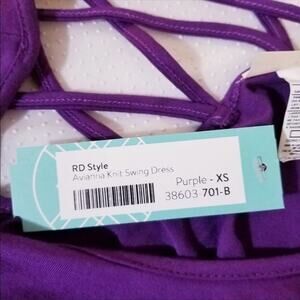 RD Style
Avianna Knit Swing Dress
Purple - XS
38603 701-B